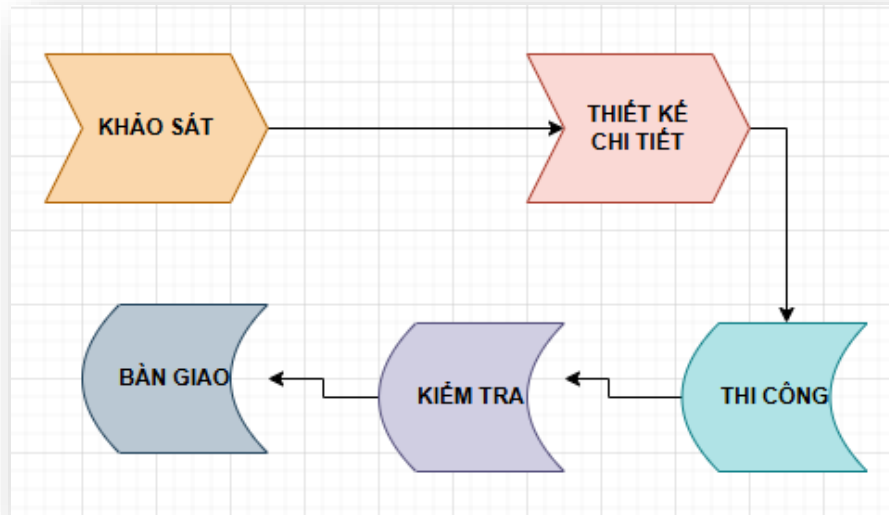 KHẢO SÁT
THIẾT KẾ
CHI TIẾT
THI CÔNG
KIỂM TRA
BÀN GIAO